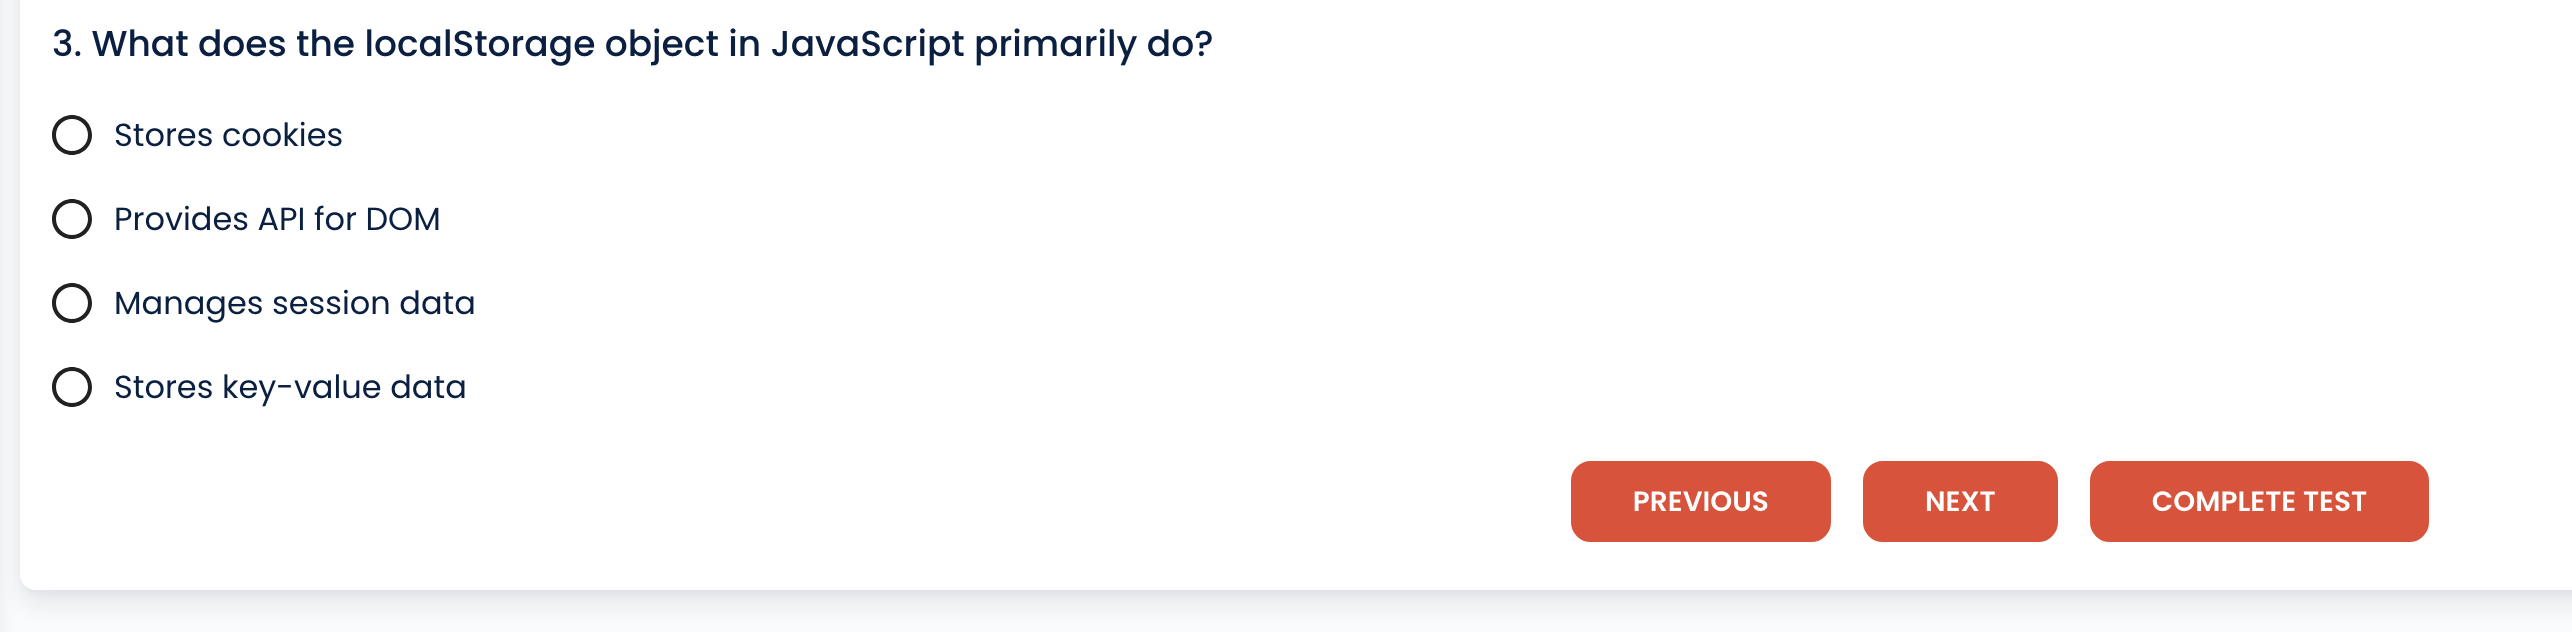 3. What does the localStorage object in JavaScript primarily do?
Stores cookies
Provides API for DOM
Manages session data
Stores key-value data
PREVIOUS NEXT COMPLETE TEST